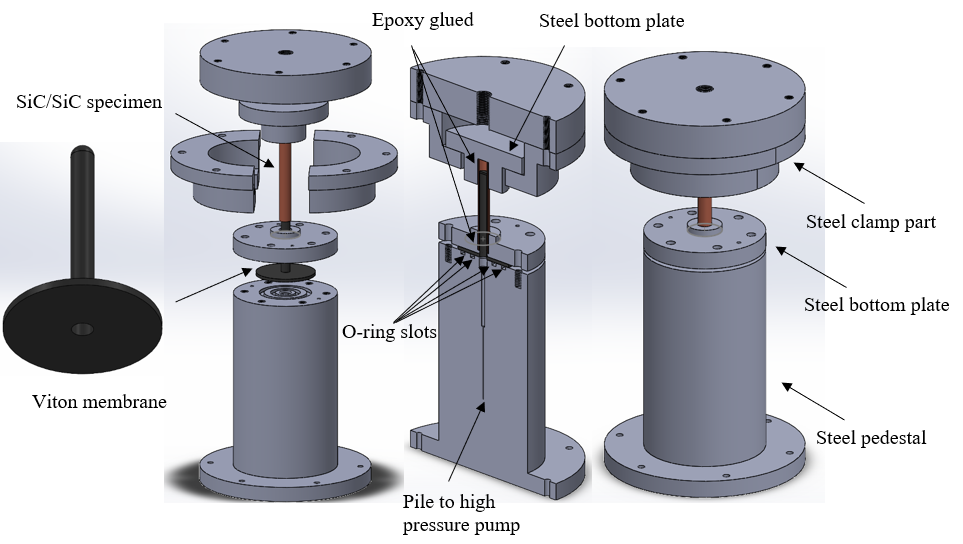 Epoxy glued
Steel bottom plate
SiC/SiC specimen
Steel clamp part
Steel bottom plate
O-ring slots
Viton membrane
Steel pedestal
Pile to high
pressure pump